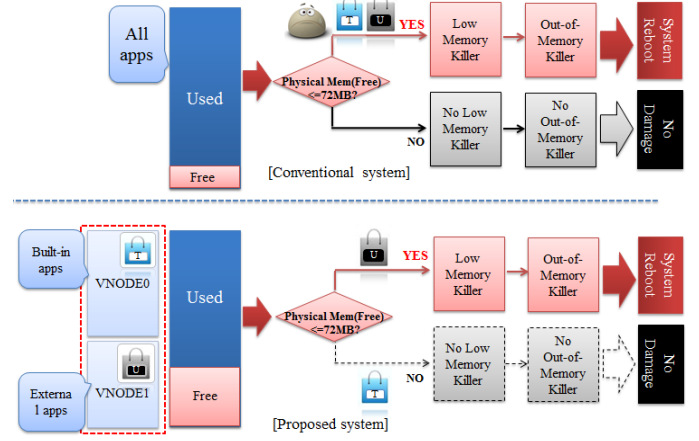 All
apps
Used
Free
T
U
YES
Physical Mem(Free)
<=72MB?
NO
Low
Memory
Killer
Out-of-
Memory
Killer
System
Reboot
No Low
Memory
Killer
No
Out-of-
Memory
Killer
No
Damage
[Conventional system]
Built-in
apps
T
VNODE0
U
VNODE1
Externa
l apps
Used
Free
U
YES
Physical Mem(Free)
<=72MB?
NO
T
Low
Memory
Killer
Out-of-
Memory
Killer
System
Reboot
No Low
Memory
Killer
No
Out-of-
Memory
Killer
No
Damage
[Proposed system]